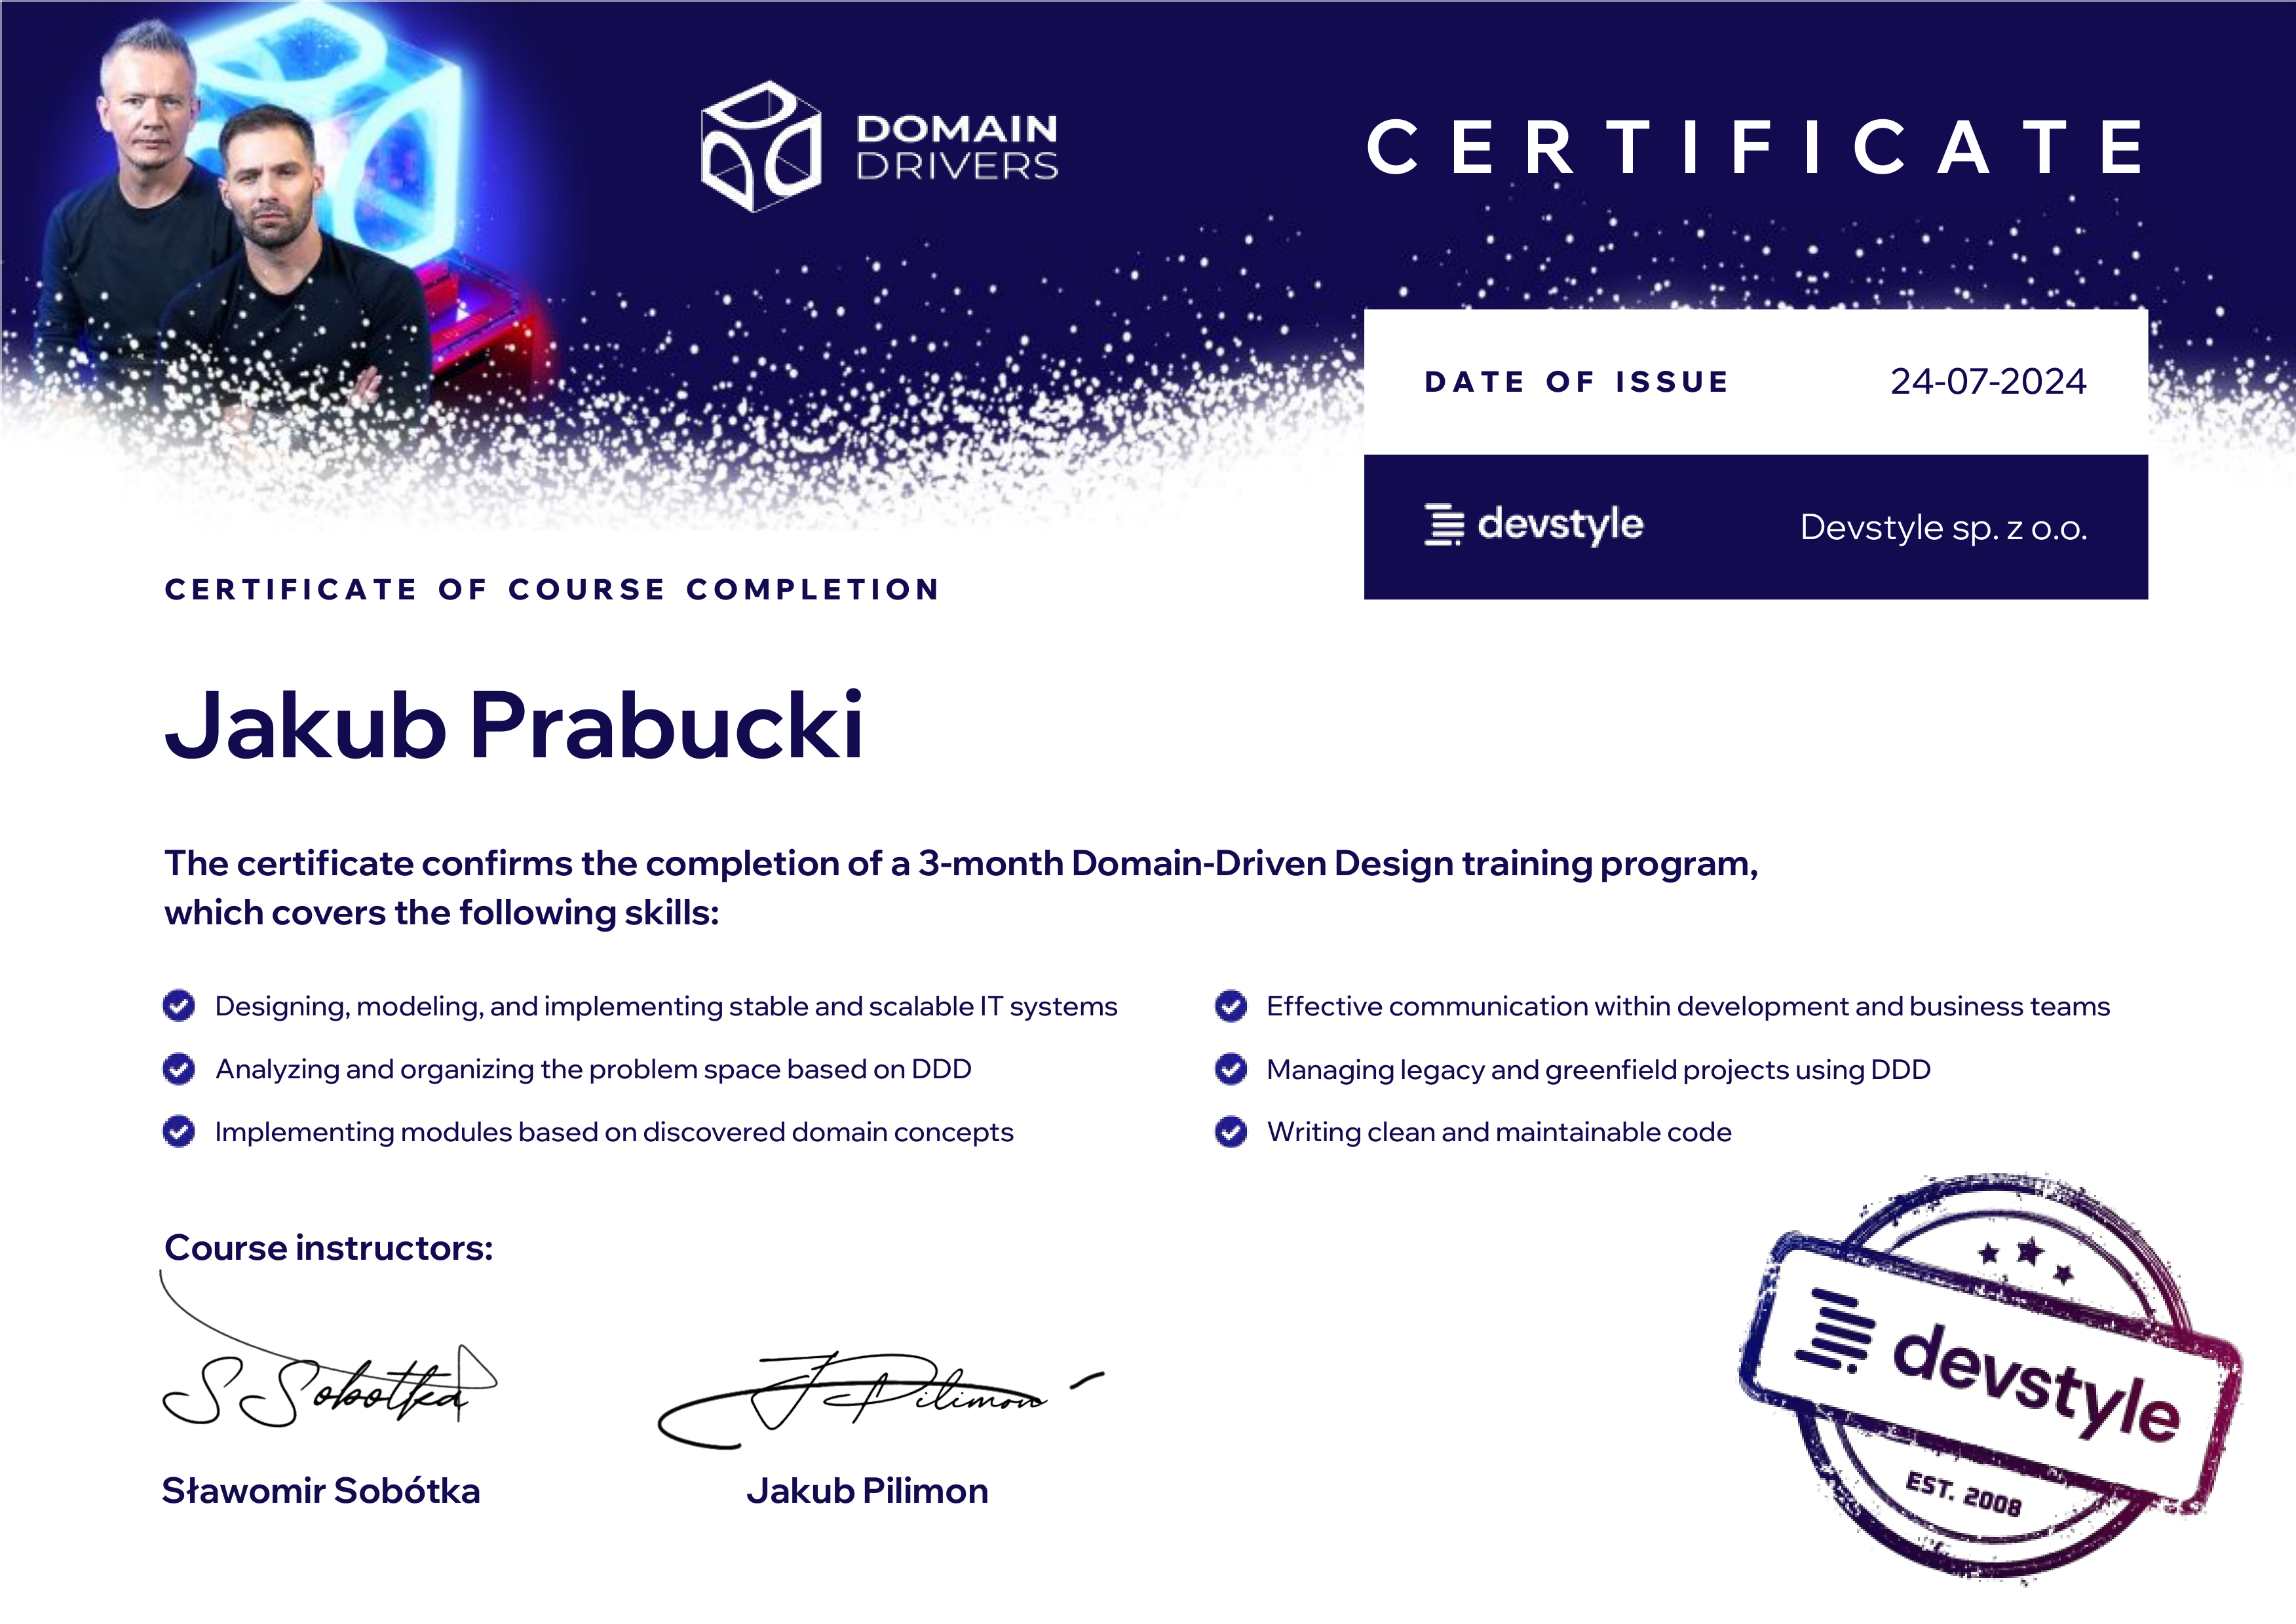 DOMAIN
DRIVERS
CERTIFICATE
DATE OF ISSUE 24-07-2024
devstyle Devstyle sp. z o.o.
CERTIFICATE OF COURSE COMPLETION
Jakub Prabucki
The certificate confirms the completion of a 3-month Domain-Driven Design training program,
which covers the following skills:
Designing, modeling, and implementing stable and scalable IT systems
Analyzing and organizing the problem space based on DDD
Implementing modules based on discovered domain concepts
Effective communication within development and business teams
Managing legacy and greenfield projects using DDD
Writing clean and maintainable code
Course instructors:
S Sobotka
J Pilimon
Sławomir Sobótka
Jakub Pilimon
devstyle
EST. 2008